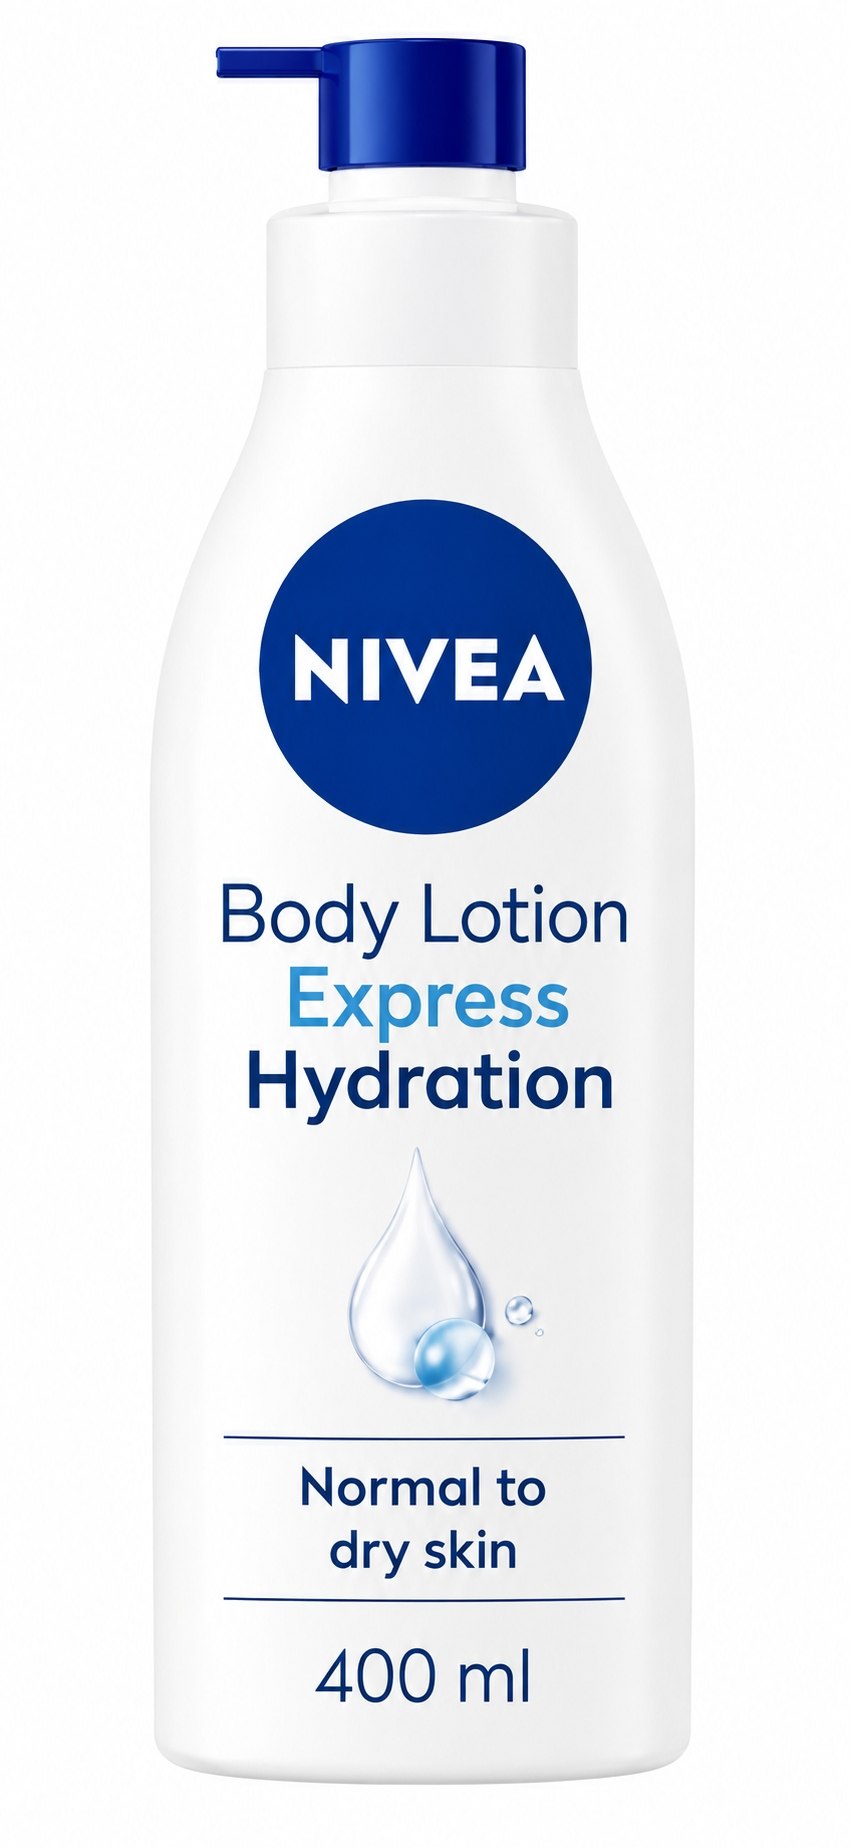 NIVEA
Body Lotion
Express
Hydration
Normal to
dry skin
400 ml